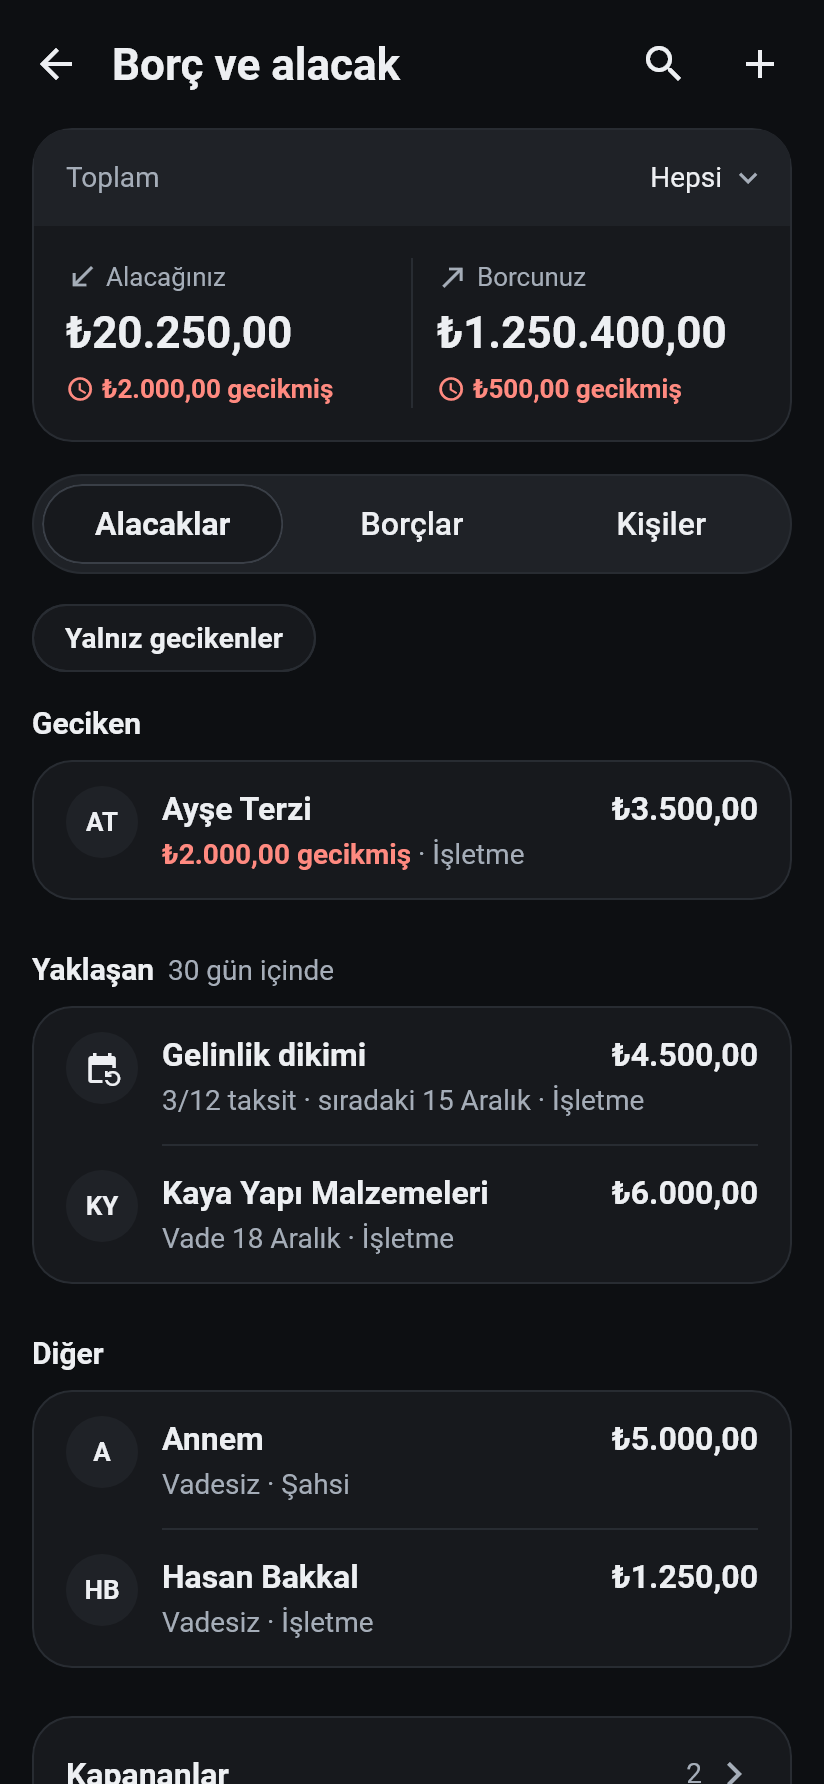 Borç ve alacak
Toplam
Hepsi
Alacağınız
₺20.250,00
₺2.000,00 gecikmiş
Borcunuz
₺1.250.400,00
₺500,00 gecikmiş
Alacaklar
Borçlar
Kişiler
Yalnız gecikenler
Geciken
AT
Ayşe Terzi
₺3.500,00
₺2.000,00 gecikmiş · İşletme
Yaklaşan 30 gün içinde
Gelinlik dikimi
₺4.500,00
3/12 taksit · sıradaki 15 Aralık · İşletme
KY
Kaya Yapı Malzemeleri
₺6.000,00
Vade 18 Aralık · İşletme
Diğer
A
Annem
₺5.000,00
Vadesiz · Şahsi
HB
Hasan Bakkal
₺1.250,00
Vadesiz · İşletme
Kapananlar
2